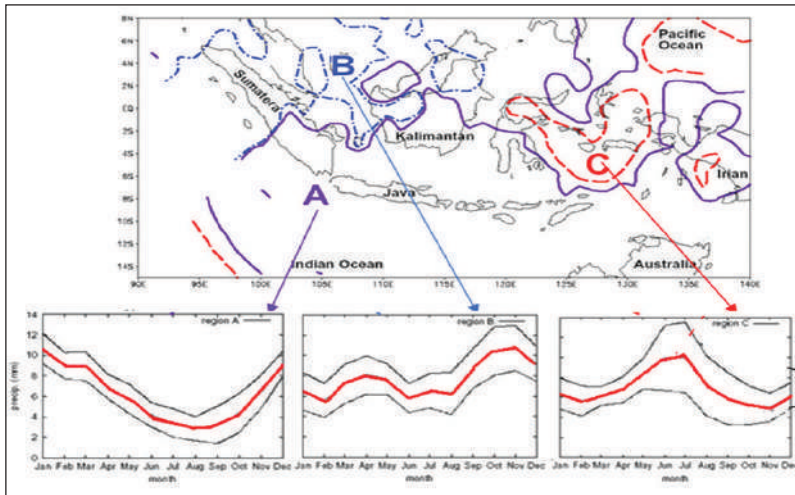 8N
6N
4N
2N
EQ
2S
4S
6S
8S
10S
12S
14S
Pacific
Ocean
B
Sumatera
Kalimantan
C
Irian
A
Java
Indian Ocean
Australia
90E 95E 100E 105E 110E 115E 120E 125E 130E 135E 140E
precip. (mm)
14
12
10
8
6
4
2
0
region A
region B
region C
Jan Feb Mar Apr May Jun Jul Aug Sep Oct Nov Dec
Jan Feb Mar Apr May Jun Jul Aug Sep Oct Nov Dec
Jan Feb Mar Apr May Jun Jul Aug Sep Oct Nov Dec
month
month
month